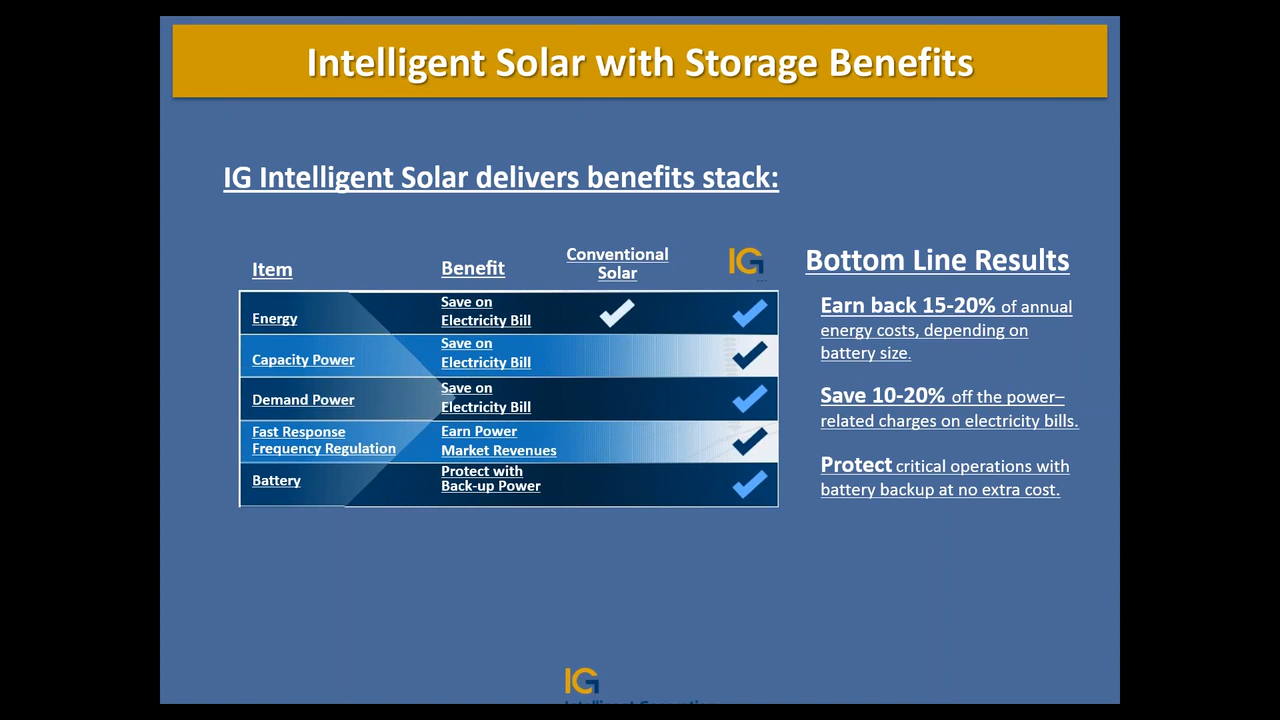 Intelligent Solar with Storage Benefits
IG Intelligent Solar delivers benefits stack:
Item
Benefit
Conventional
Solar
IG
Energy
Save on
Electricity Bill
Capacity Power
Save on
Electricity Bill
Demand Power
Save on
Electricity Bill
Fast Response
Frequency Regulation
Earn Power
Market Revenues
Battery
Protect with
Back-up Power
Bottom Line Results
Earn back 15-20% of annual
energy costs, depending on
battery size.
Save 10-20% off the power–
related charges on electricity bills.
Protect critical operations with
battery backup at no extra cost.
IG